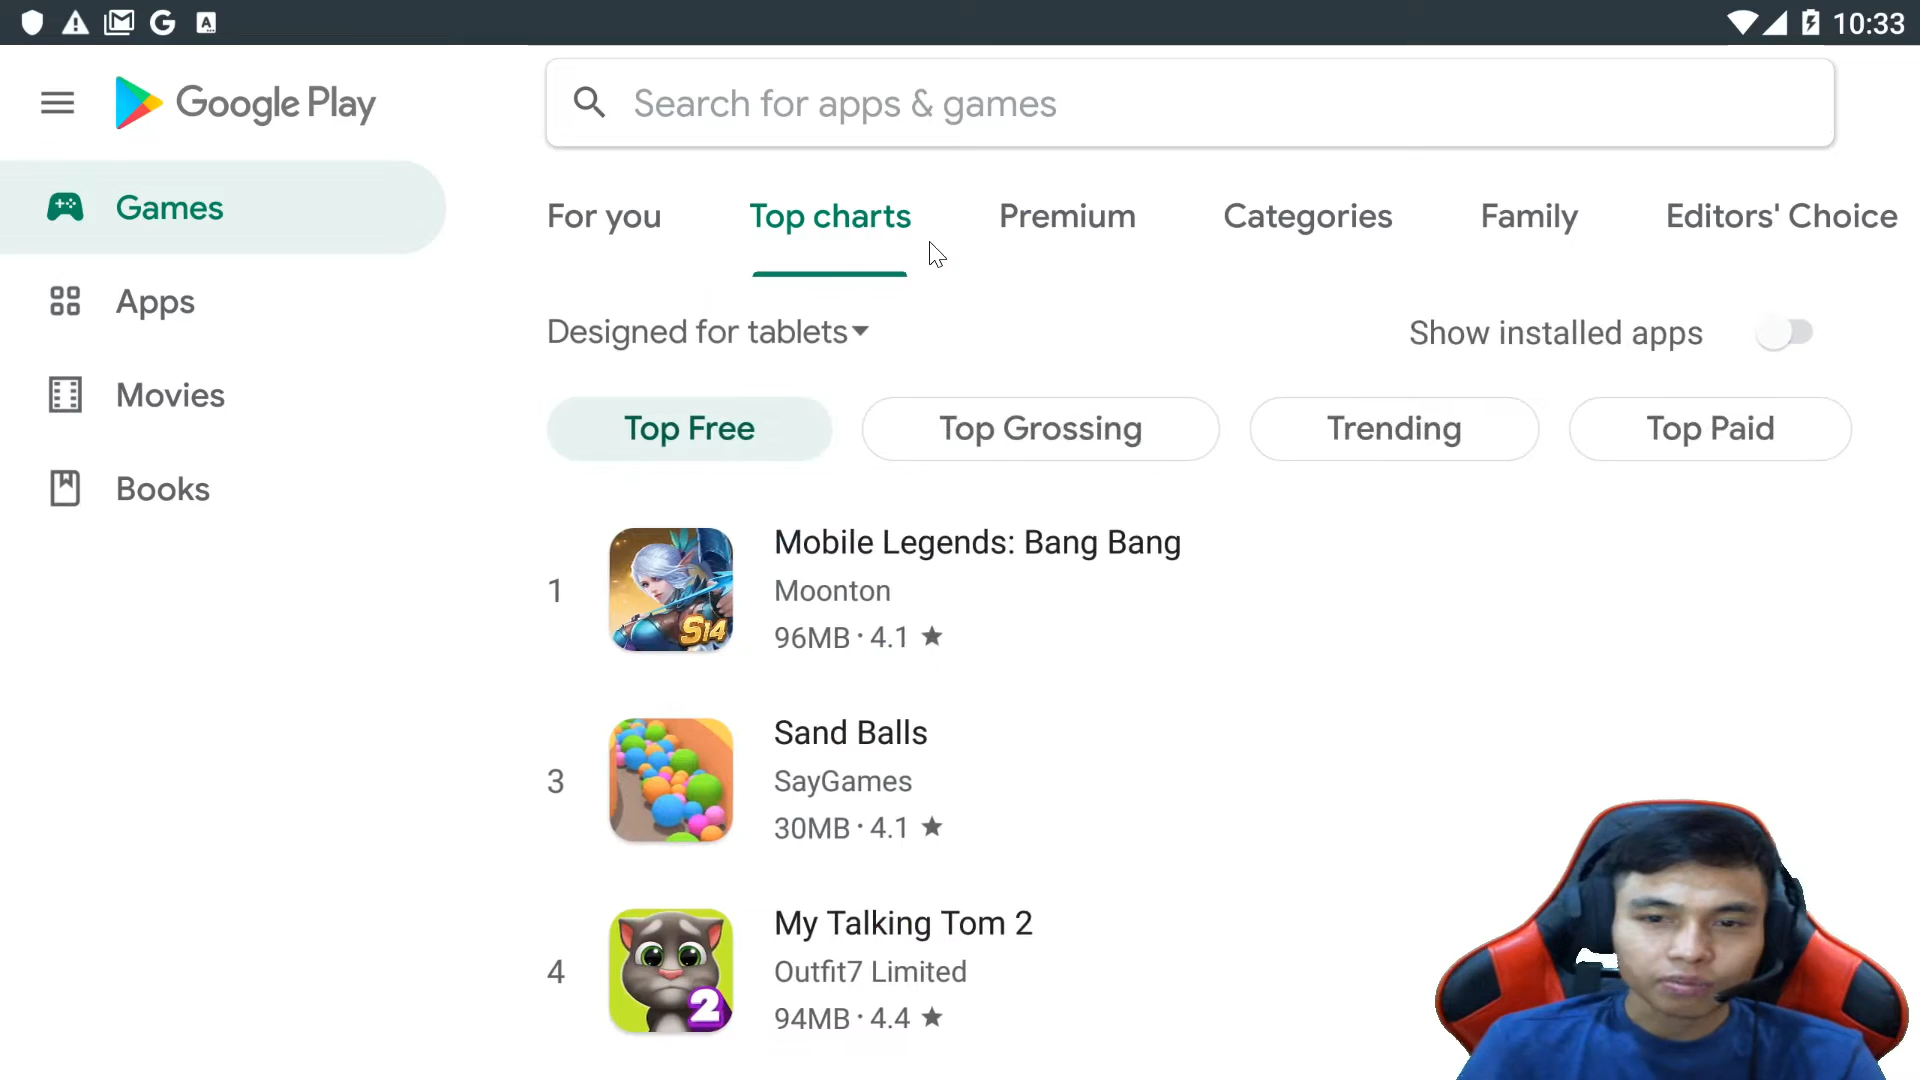 10:33
Google Play
Search for apps & games
Games
Apps
Movies
Books
For you
Top charts
Premium
Categories
Family
Editors' Choice
Designed for tablets
Show installed apps
Top Free
Top Grossing
Trending
Top Paid
1
Mobile Legends: Bang Bang
Moonton
96MB · 4.1 ★
S14
3
Sand Balls
SayGames
30MB · 4.1 ★
4
My Talking Tom 2
Outfit7 Limited
94MB · 4.4 ★
2